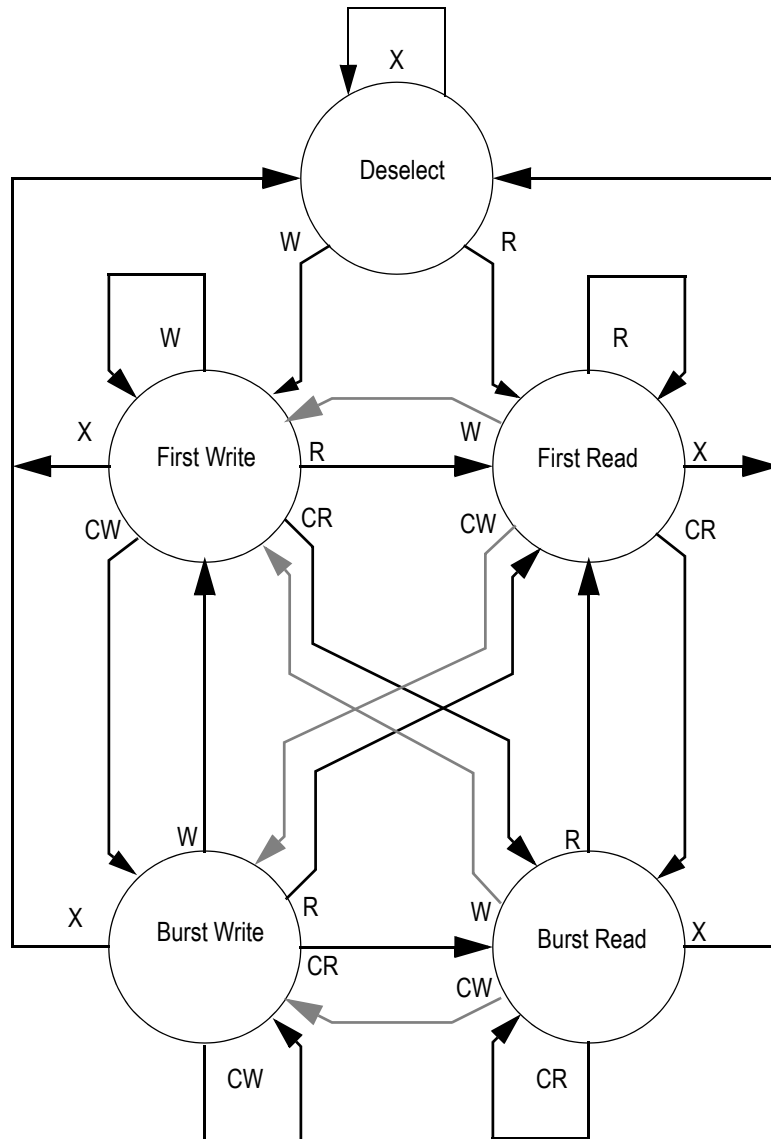 X
Deselect
W
R
W
R
X
First Write
R
W
First Read
X
CW
CR
CW
CR
W
R
X
Burst Write
R
W
Burst Read
X
CR
CW
CW
CR